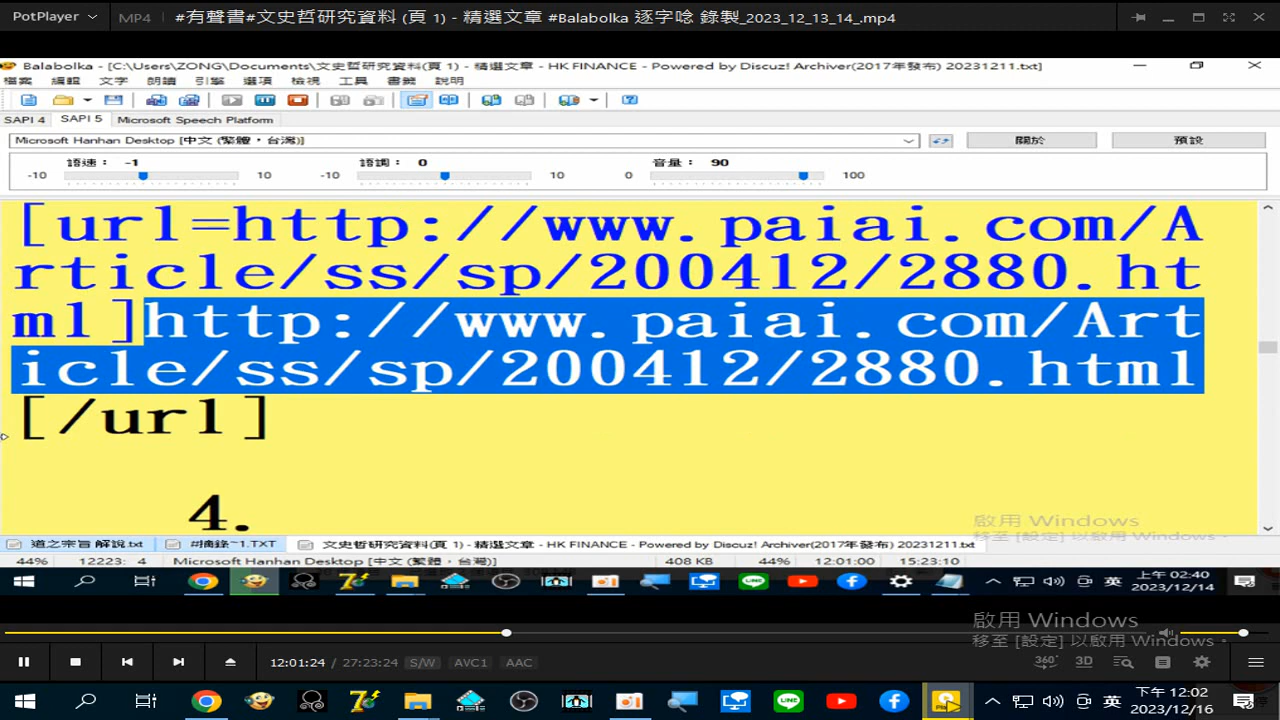 PotPlayer MP4 #有聲書#文史哲研究資料 (頁 1) - 精選文章 #Balabolka 逐字唸 錄製_2023_12_13_14_.mp4
Balabolka - [C:\Users\ZONG\Documents\文史哲研究資料(頁 1) - 精選文章 - HK FINANCE - Powered by Discuz! Archiver(2017年發布) 20231211.txt]
檔案 編輯 文字 朗讀 引擎 選項 檢視 工具 書籤 說明
SAPI 4 SAPI 5 Microsoft Speech Platform
Microsoft Hanhan Desktop [中文 (繁體，台灣)] 關於 預設
語速： -1 語調： 0 音量： 90
-10 10 -10 10 0 100
[url=http://www.paiai.com/A
rticle/ss/sp/200412/2880.ht
ml]http://www.paiai.com/Art
icle/ss/sp/200412/2880.html
[/url]
4.
啟用 Windows
移至 [設定] 以啟用 Windows。
道之宗旨 解說.txt #摘錄~1.TXT 文史哲研究資料(頁 1) - 精選文章 - HK FINANCE - Powered by Discuz! Archiver(2017年發布) 20231211.txt
44% 12223: 4 Microsoft Hanhan Desktop [中文 (繁體，台灣)] 408 KB 44% 12:01:00 15:23:10
英 上午 02:40
2023/12/14
啟用 Windows
移至 [設定] 以啟用 Windows。
12:01:24 / 27:23:24 S/W AVC1 AAC 360° 3D
英 下午 12:02
2023/12/16